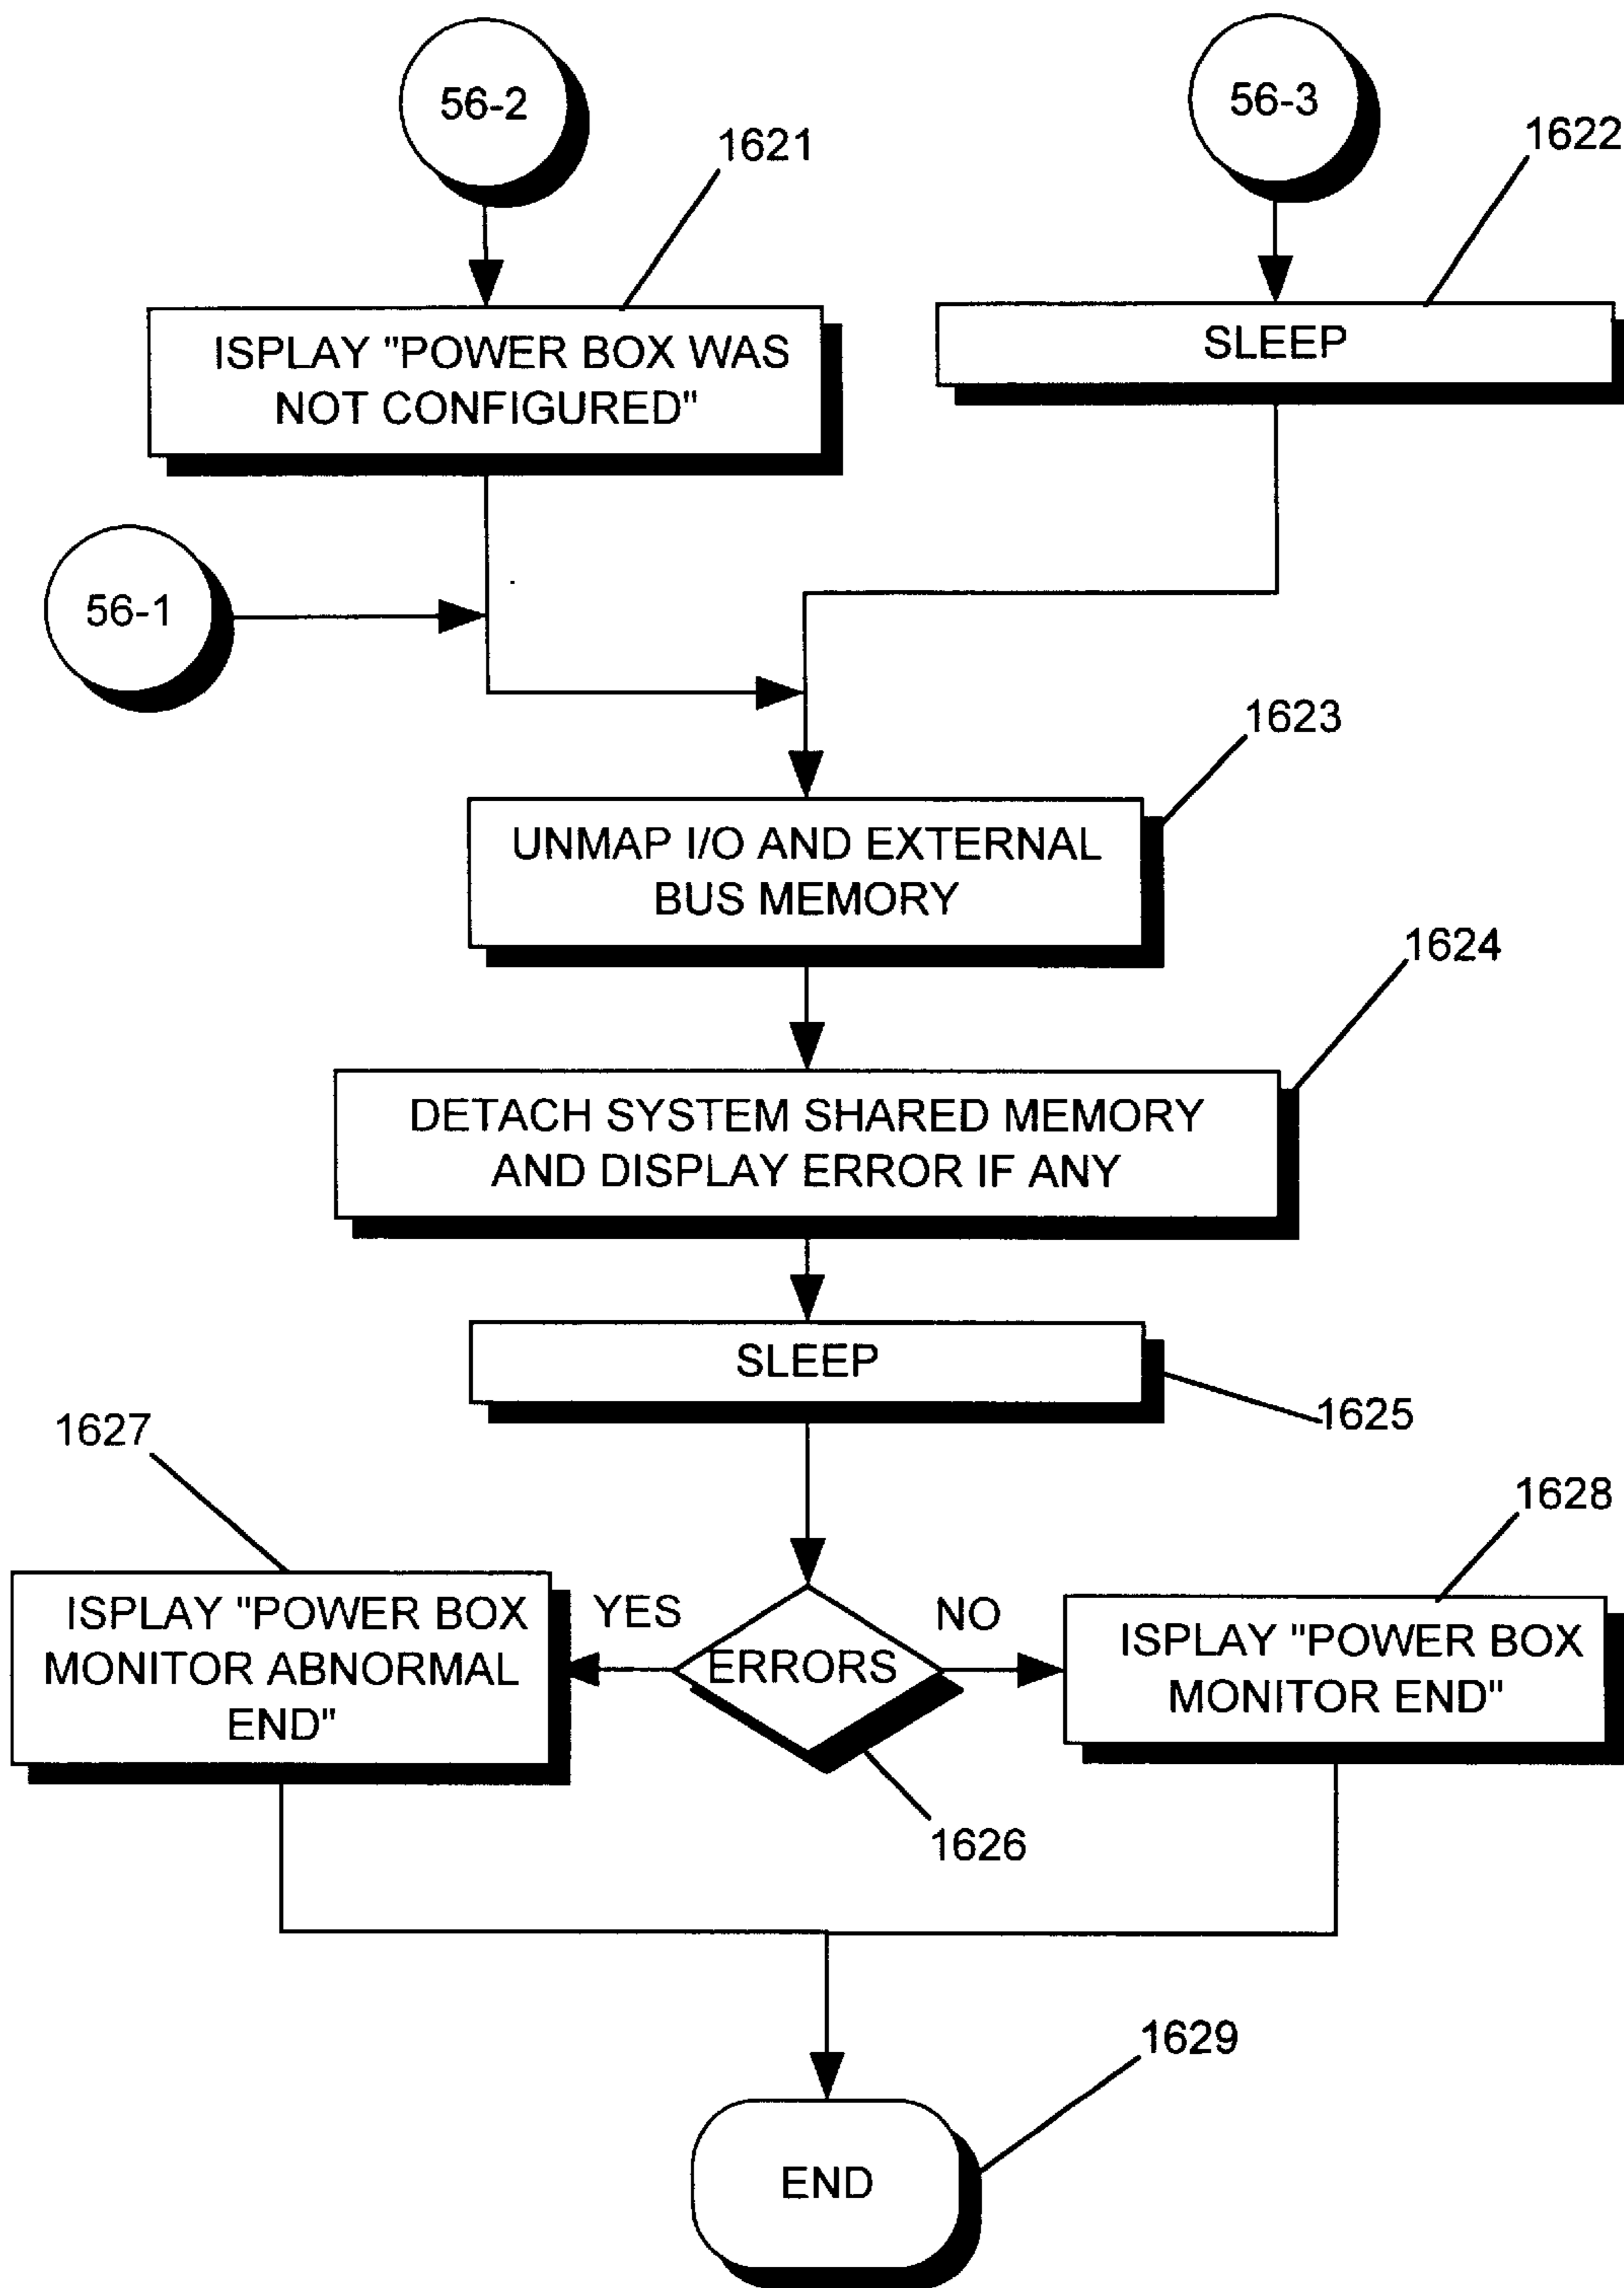 56-2
56-3
1621
1622
ISPLAY "POWER BOX WAS
NOT CONFIGURED"
SLEEP
56-1
1623
UNMAP I/O AND EXTERNAL
BUS MEMORY
1624
DETACH SYSTEM SHARED MEMORY
AND DISPLAY ERROR IF ANY
SLEEP
1625
1627
1628
ISPLAY "POWER BOX
MONITOR ABNORMAL
END"
YES
ERRORS
NO
ISPLAY "POWER BOX
MONITOR END"
1626
1629
END